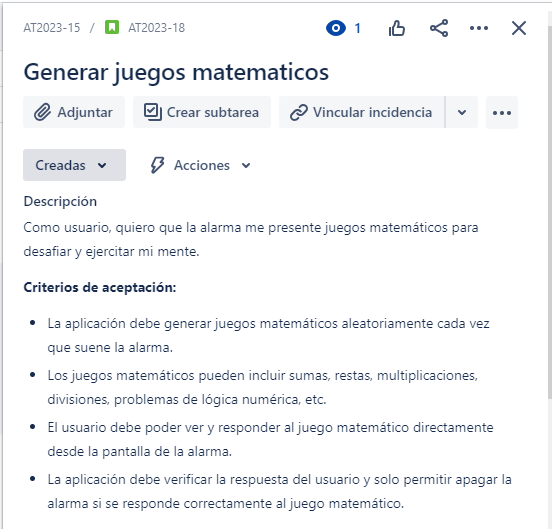 AT2023-15 / AT2023-18 1
Generar juegos matematicos
Adjuntar Crear subtarea Vincular incidencia
Creadas Acciones
Descripción
Como usuario, quiero que la alarma me presente juegos matemáticos para
desafiar y ejercitar mi mente.
Criterios de aceptación:
• La aplicación debe generar juegos matemáticos aleatoriamente cada vez
que suene la alarma.
• Los juegos matemáticos pueden incluir sumas, restas, multiplicaciones,
divisiones, problemas de lógica numérica, etc.
• El usuario debe poder ver y responder al juego matemático directamente
desde la pantalla de la alarma.
• La aplicación debe verificar la respuesta del usuario y solo permitir apagar la
alarma si se responde correctamente al juego matemático.